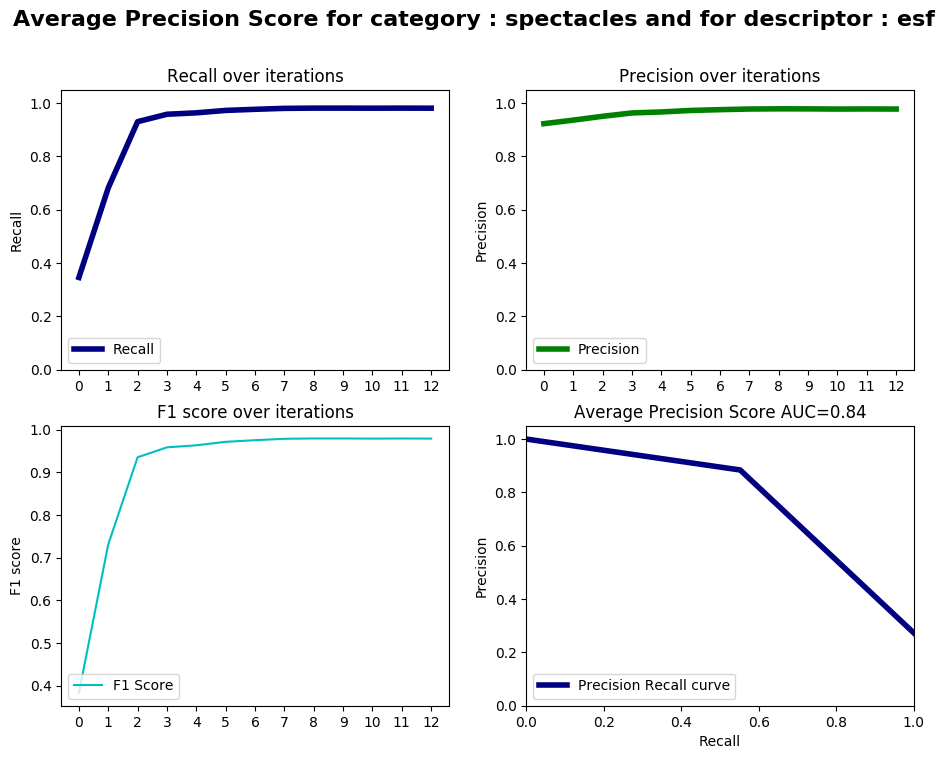 Average Precision Score for category : spectacles and for descriptor : esf
Recall over iterations
1.0
0.8
0.6
0.4
0.2
0.0
Recall
Recall
0 1 2 3 4 5 6 7 8 9 10 11 12
Precision over iterations
1.0
0.8
0.6
0.4
0.2
0.0
Precision
Precision
0 1 2 3 4 5 6 7 8 9 10 11 12
F1 score over iterations
1.0
0.9
0.8
0.7
0.6
0.5
0.4
F1 score
F1 Score
0 1 2 3 4 5 6 7 8 9 10 11 12
Average Precision Score AUC=0.84
1.0
0.8
0.6
0.4
0.2
0.0
Precision
Precision Recall curve
0.0 0.2 0.4 0.6 0.8 1.0
Recall